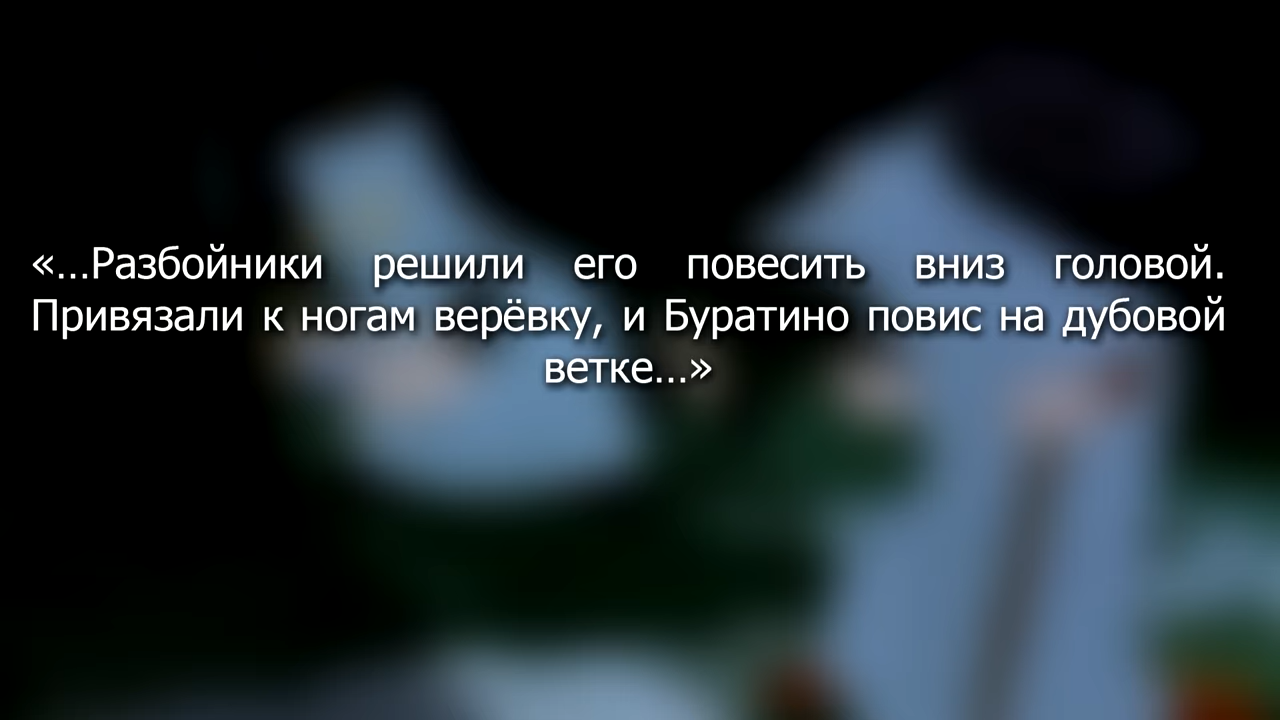 «…Разбойники решили его повесить вниз головой.
Привязали к ногам верёвку, и Буратино повис на дубовой
ветке…»